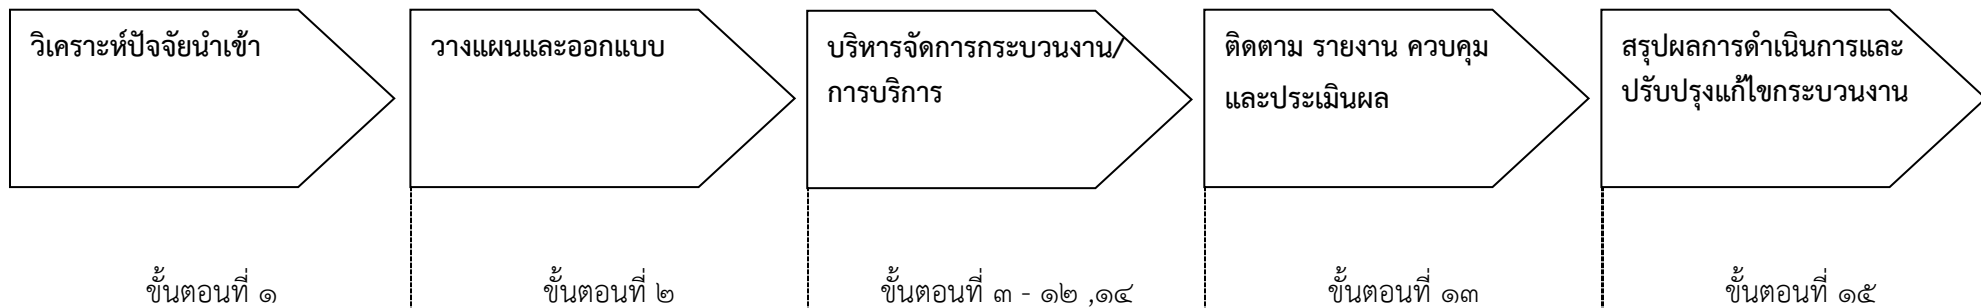 วิเคราะห์ปัจจัยนำเข้า
วางแผนและออกแบบ
บริหารจัดการกระบวนงาน/
การบริการ
ติดตาม รายงาน ควบคุม
และประเมินผล
สรุปผลการดำเนินการและ
ปรับปรุงแก้ไขกระบวนงาน
ขั้นตอนที่ ๑
ขั้นตอนที่ ๒
ขั้นตอนที่ ๓ - ๑๒ ,๑๔
ขั้นตอนที่ ๑๓
ขั้นตอนที่ ๑๕